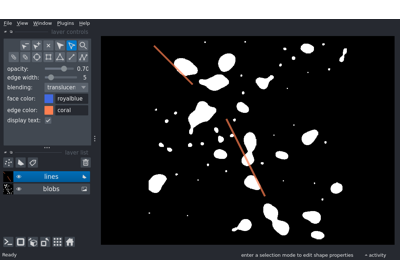 File View Window Plugins Help
layer controls
opacity: 0.70
edge width: 5
blending: translucen
face color: royalblue
edge color: coral
display text:
layer list
lines
blobs
Ready enter a selection mode to edit shape properties activity